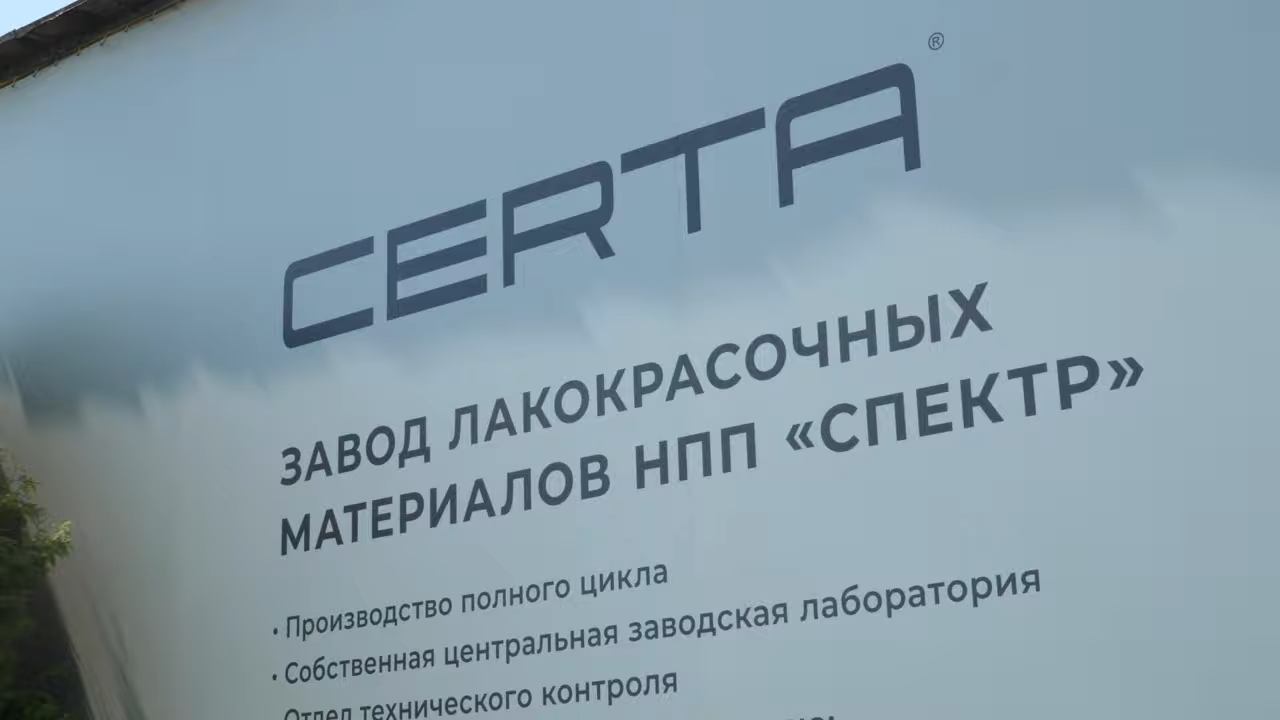 CERTA®
ЗАВОД ЛАКОКРАСОЧНЫХ
МАТЕРИАЛОВ НПП «СПЕКТР»
• Производство полного цикла
• Собственная центральная заводская лаборатория
Отдел технического контроля